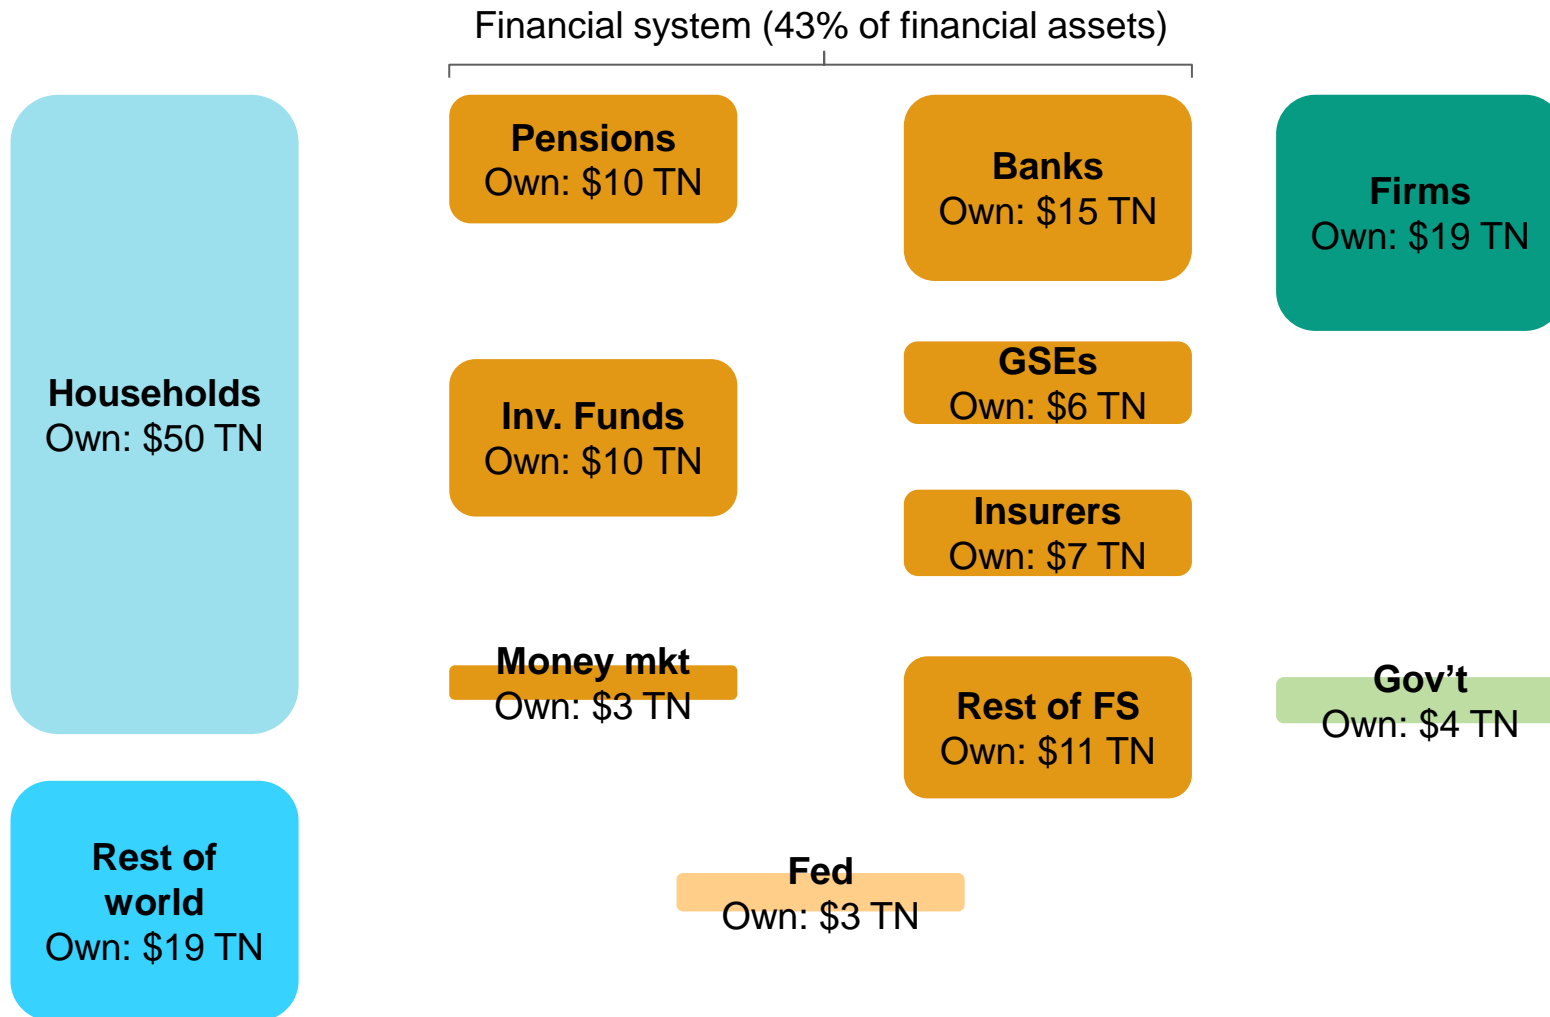 Financial system (43% of financial assets)
Households
Own: $50 TN
Rest of
world
Own: $19 TN
Pensions
Own: $10 TN
Inv. Funds
Own: $10 TN
Money mkt
Own: $3 TN
Banks
Own: $15 TN
GSEs
Own: $6 TN
Insurers
Own: $7 TN
Rest of FS
Own: $11 TN
Fed
Own: $3 TN
Firms
Own: $19 TN
Gov’t
Own: $4 TN